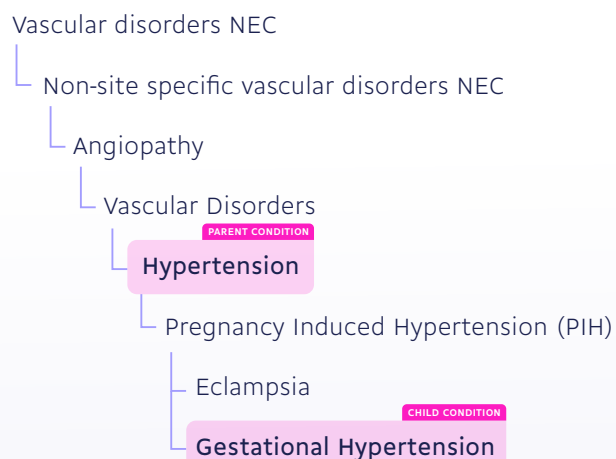 Vascular disorders NEC
Non-site specific vascular disorders NEC
Angiopathy
Vascular Disorders
PARENT CONDITION
Hypertension
Pregnancy Induced Hypertension (PIH)
Eclampsia
CHILD CONDITION
Gestational Hypertension